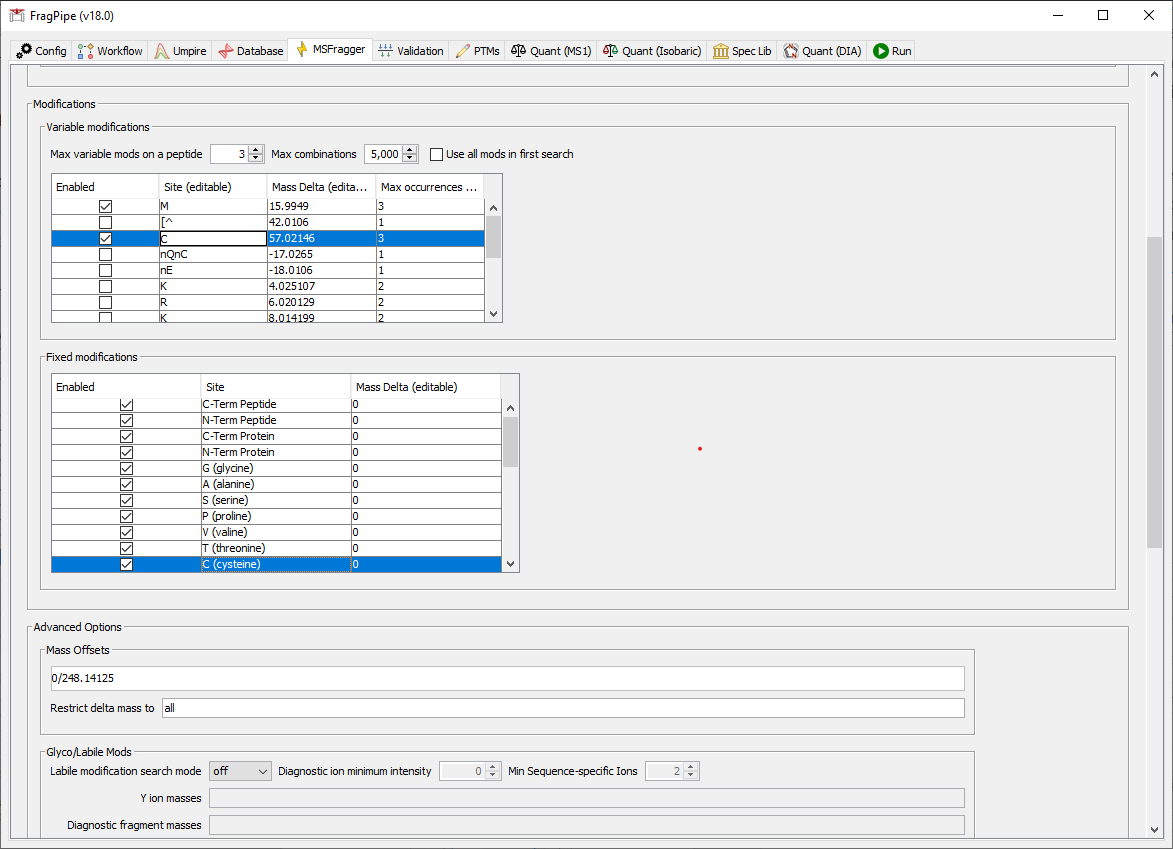 FragPipe (v18.0)
Config Workflow Umpire Database MSFragger Validation PTMs Quant (MS1) Quant (Isobaric) Spec Lib Quant (DIA) Run
Modifications
Variable modifications
Max variable mods on a peptide 3 Max combinations 5,000 Use all mods in first search
Enabled Site (editable) Mass Delta (edita... Max occurrences ...
M 15.9949 3
[^ 42.0106 1
C 57.02146 3
nQnC -17.0265 1
nE -18.0106 1
K 4.025107 2
R 6.020129 2
K 8.014199 2
Fixed modifications
Enabled Site Mass Delta (editable)
C-Term Peptide 0
N-Term Peptide 0
C-Term Protein 0
N-Term Protein 0
G (glycine) 0
A (alanine) 0
S (serine) 0
P (proline) 0
V (valine) 0
T (threonine) 0
C (cysteine) 0
Advanced Options
Mass Offsets
0/248.14125
Restrict delta mass to all
Glyco/Labile Mods
Labile modification search mode off Diagnostic ion minimum intensity 0 Min Sequence-specific Ions 2
Y ion masses
Diagnostic fragment masses